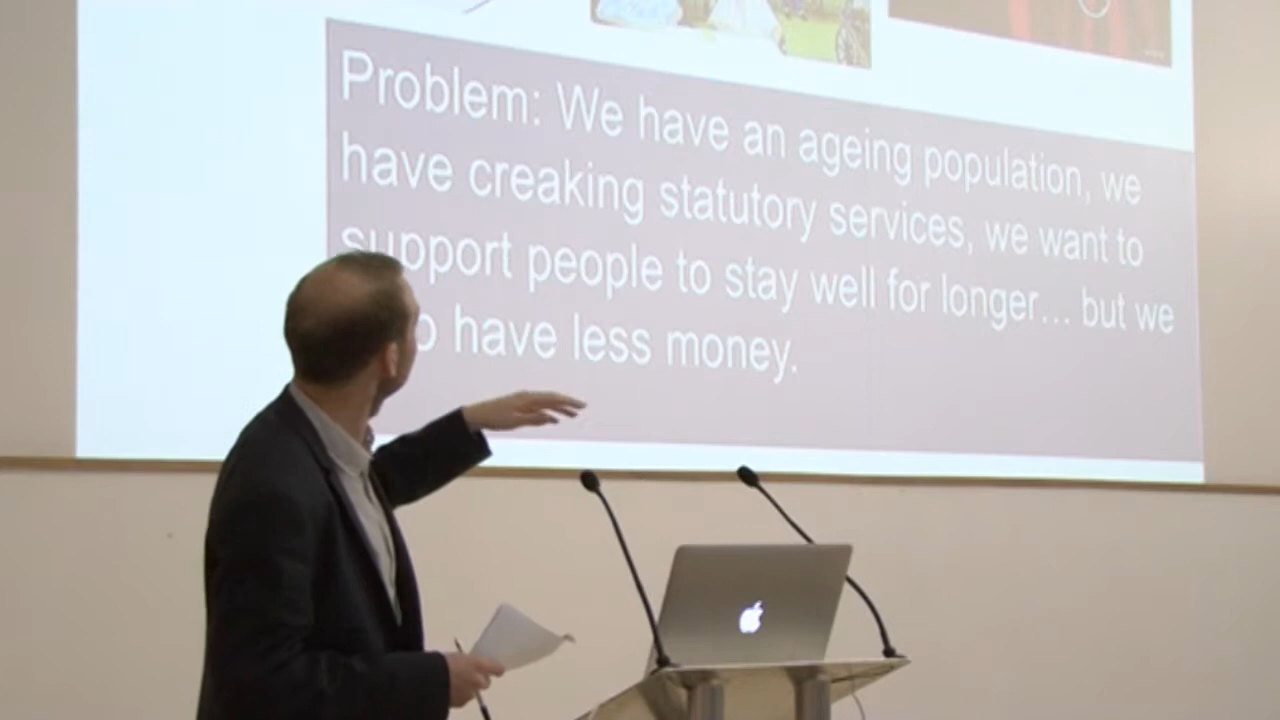 Problem: We have an ageing population, we
have creaking statutory services, we want to
support people to stay well for longer... but we
have less money.